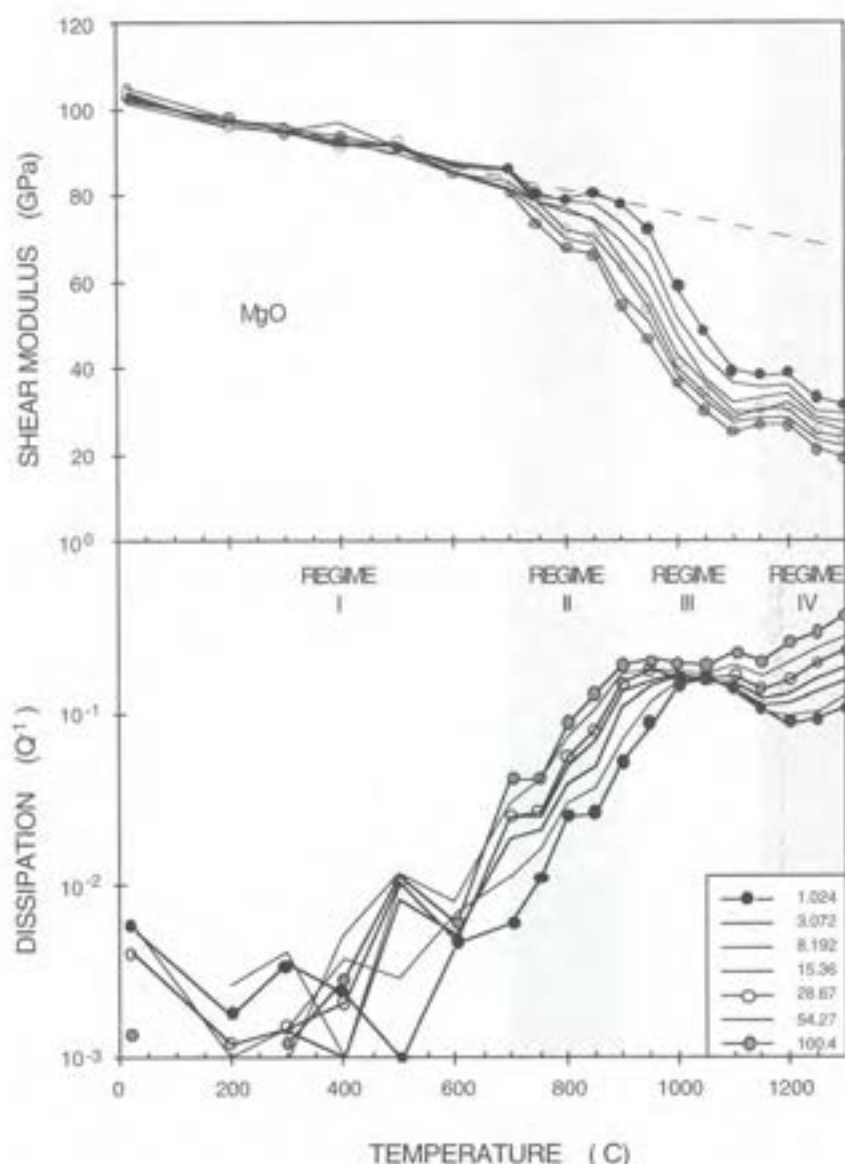 120
100
80
60
40
20
SHEAR MODULUS (GPa)
MgO
10⁰
10⁻¹
10⁻²
10⁻³
DISSIPATION (Q⁻¹)
REGIME REGIME REGIME REGIME
I II III IV
1.024
3.072
8.192
15.36
28.67
54.27
100.4
0 200 400 600 800 1000 1200
TEMPERATURE ( C)